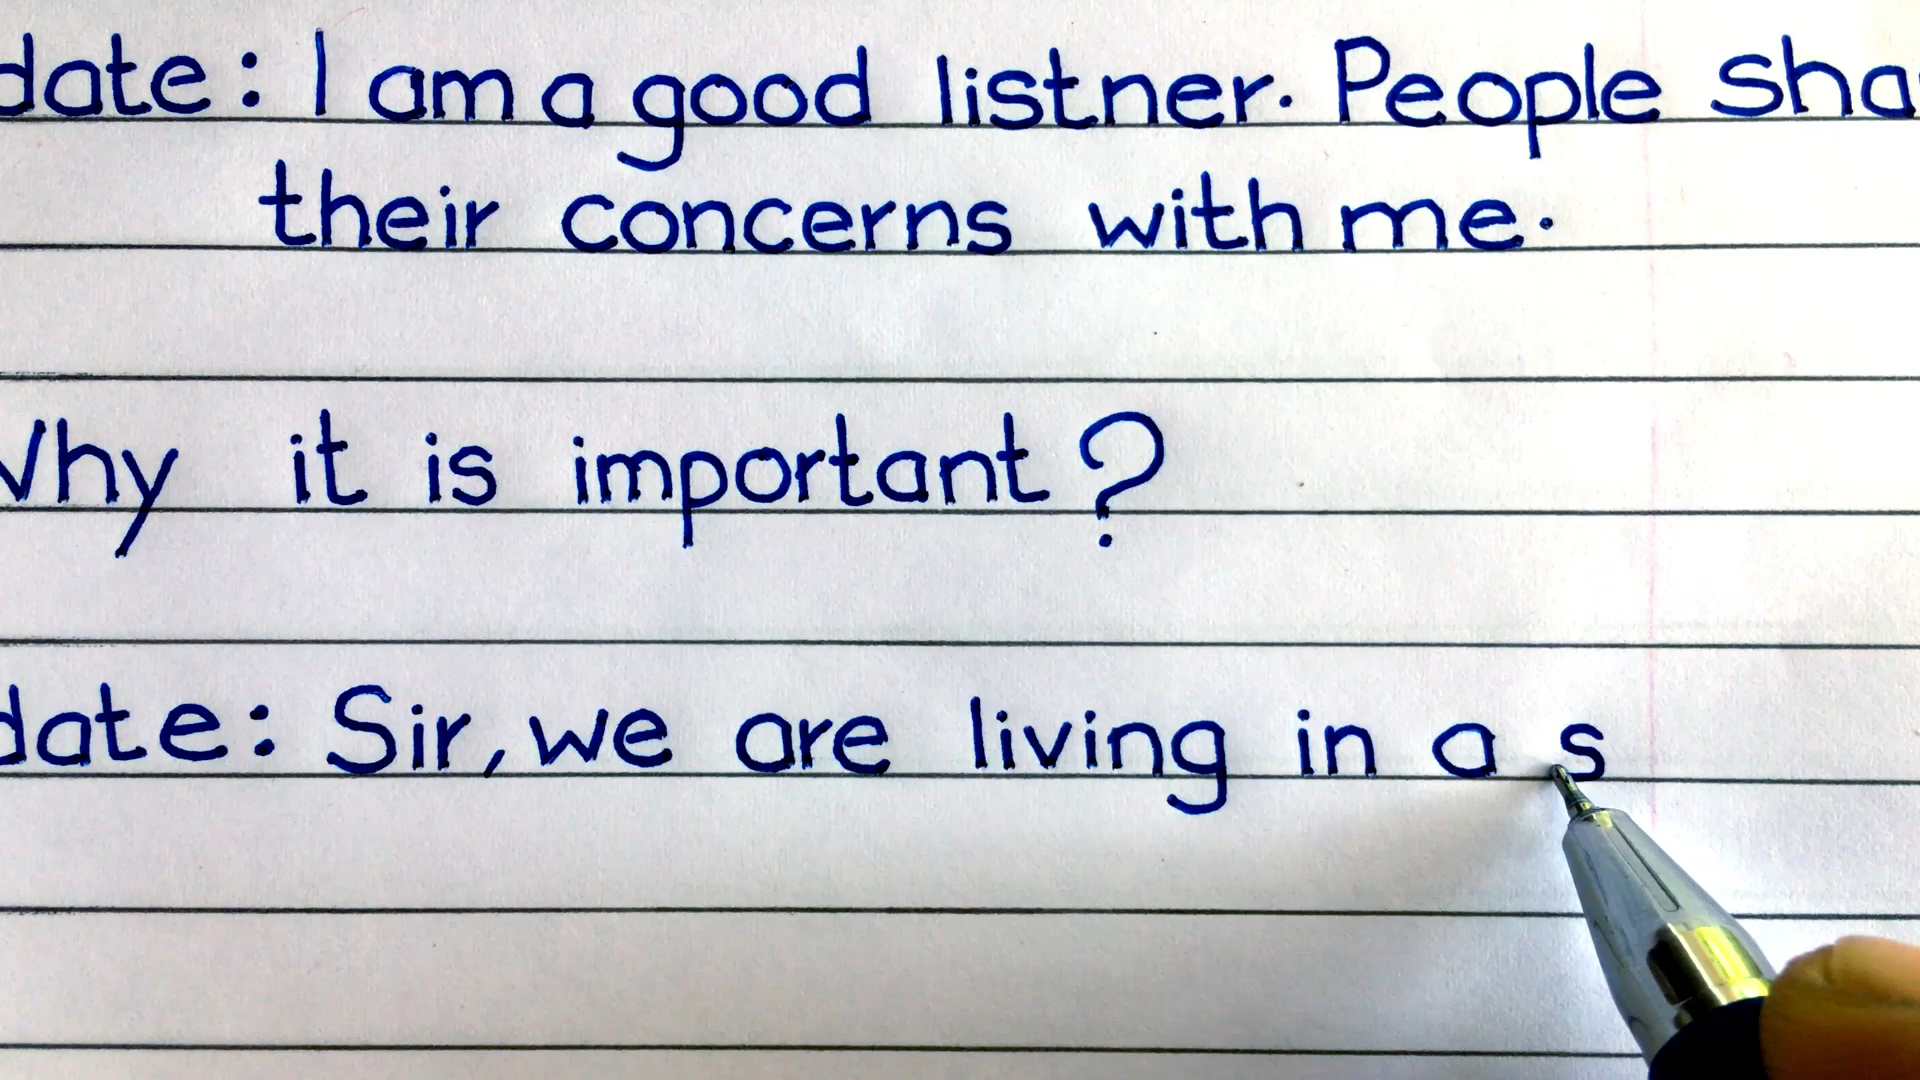 date: I am a good listner. People sha
their concerns with me.
Why it is important?
date: Sir, we are living in a s